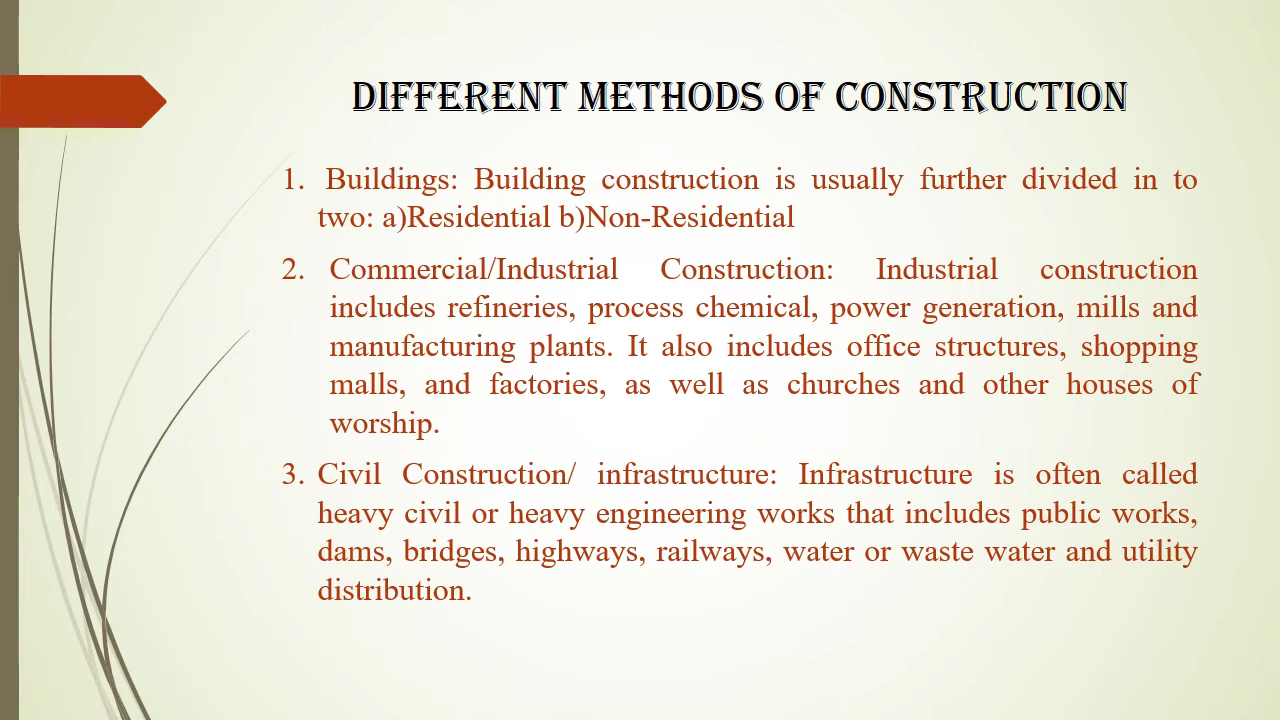 DIFFERENT METHODS OF CONSTRUCTION
1. Buildings: Building construction is usually further divided in to
two: a)Residential b)Non-Residential
2. Commercial/Industrial Construction: Industrial construction
includes refineries, process chemical, power generation, mills and
manufacturing plants. It also includes office structures, shopping
malls, and factories, as well as churches and other houses of
worship.
3. Civil Construction/ infrastructure: Infrastructure is often called
heavy civil or heavy engineering works that includes public works,
dams, bridges, highways, railways, water or waste water and utility
distribution.